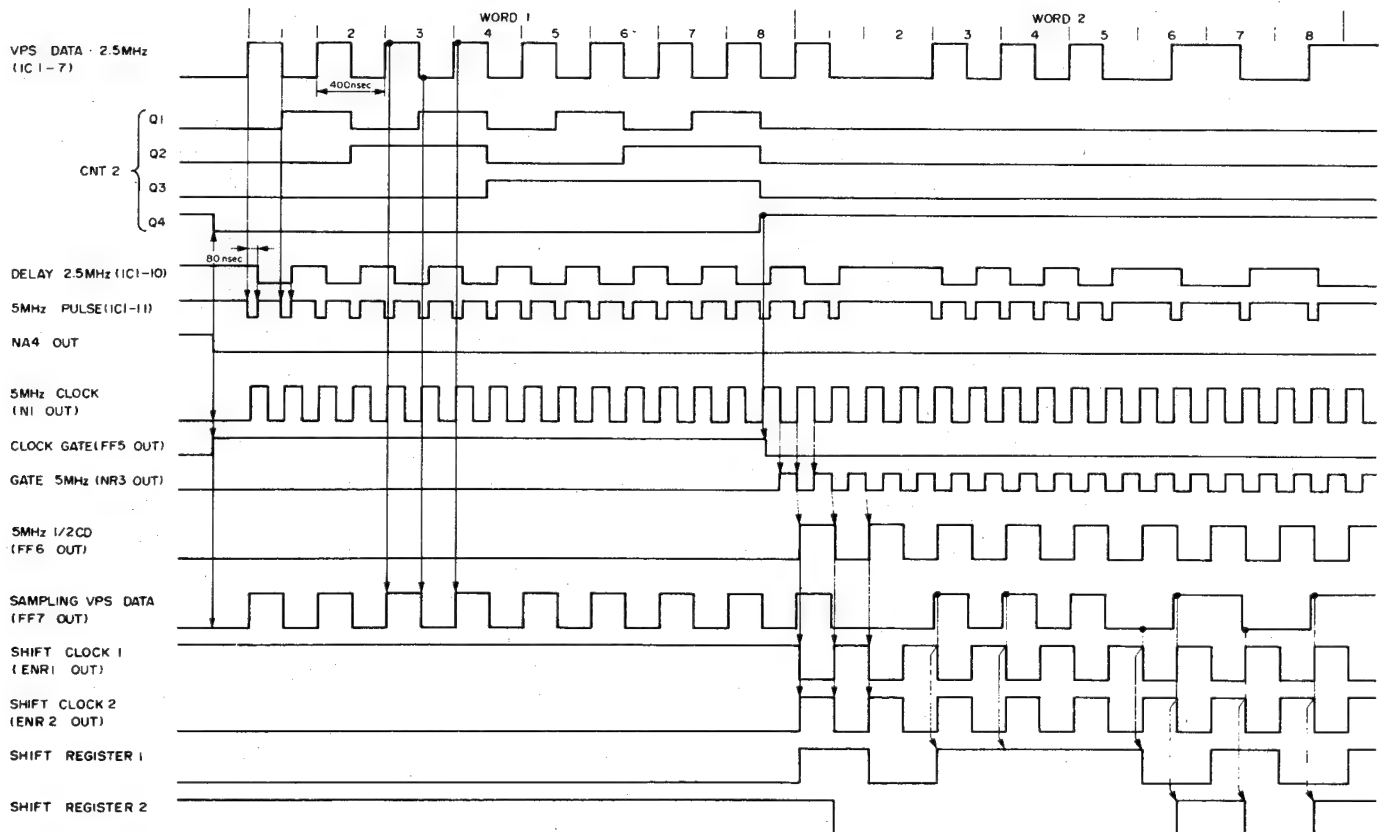 WORD 1 WORD 2
1 2 3 4 5 6 7 8 1 2 3 4 5 6 7 8
VPS DATA · 2.5MHz
(IC1-7)
400nsec
CNT 2
Q1
Q2
Q3
Q4
80nsec
DELAY 2.5MHz (IC1-10)
5MHz PULSE(IC1-11)
NA4 OUT
5MHz CLOCK
(N1 OUT)
CLOCK GATE(FF5 OUT)
GATE 5MHz (NR3 OUT)
5MHz 1/2CD
(FF6 OUT)
SAMPLING VPS DATA
(FF7 OUT)
SHIFT CLOCK 1
(ENR1 OUT)
SHIFT CLOCK 2
(ENR 2 OUT)
SHIFT REGISTER 1
SHIFT REGISTER 2